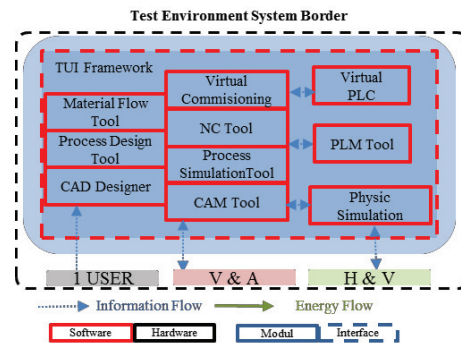 Test Environment System Border
TUI Framework
Material Flow
Tool
Process Design
Tool
CAD Designer
Virtual
Commisioning
NC Tool
Process
SimulationTool
CAM Tool
Virtual
PLC
PLM Tool
Physic
Simulation
1 USER
V & A
H & V
Information Flow
Energy Flow
Software
Hardware
Modul
Interface